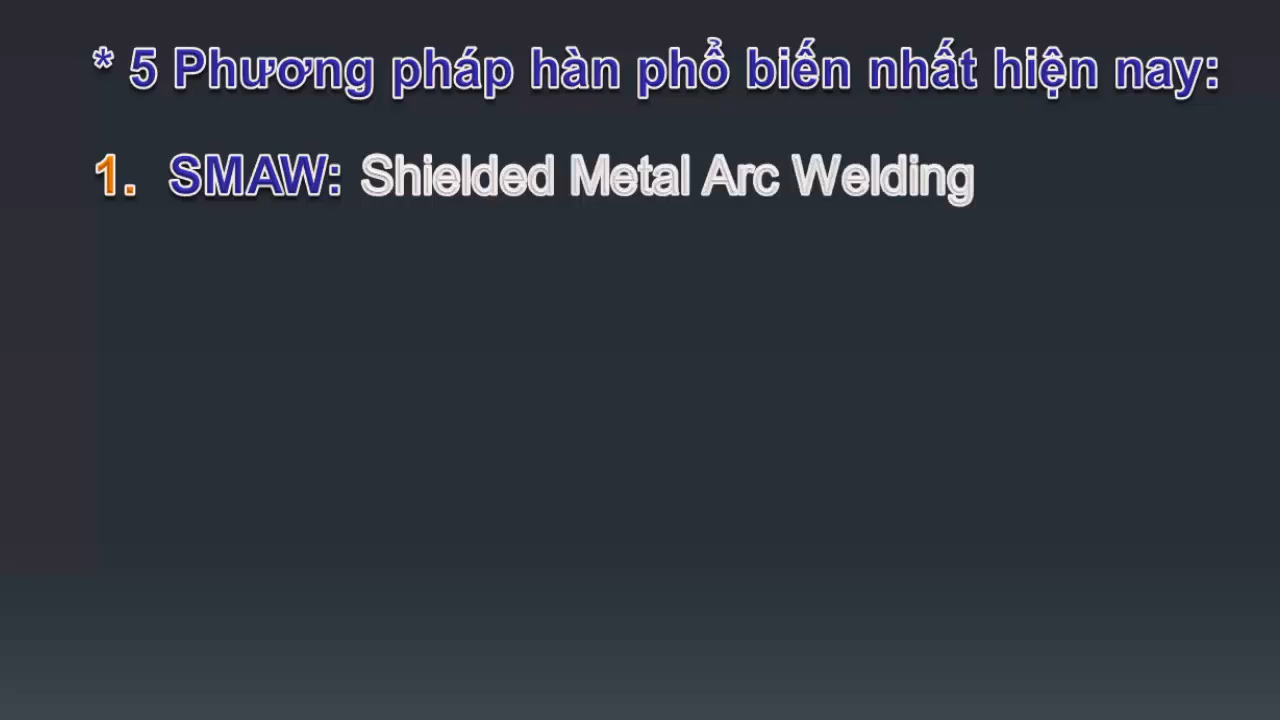 * 5 Phương pháp hàn phổ biến nhất hiện nay:
1. SMAW: Shielded Metal Arc Welding